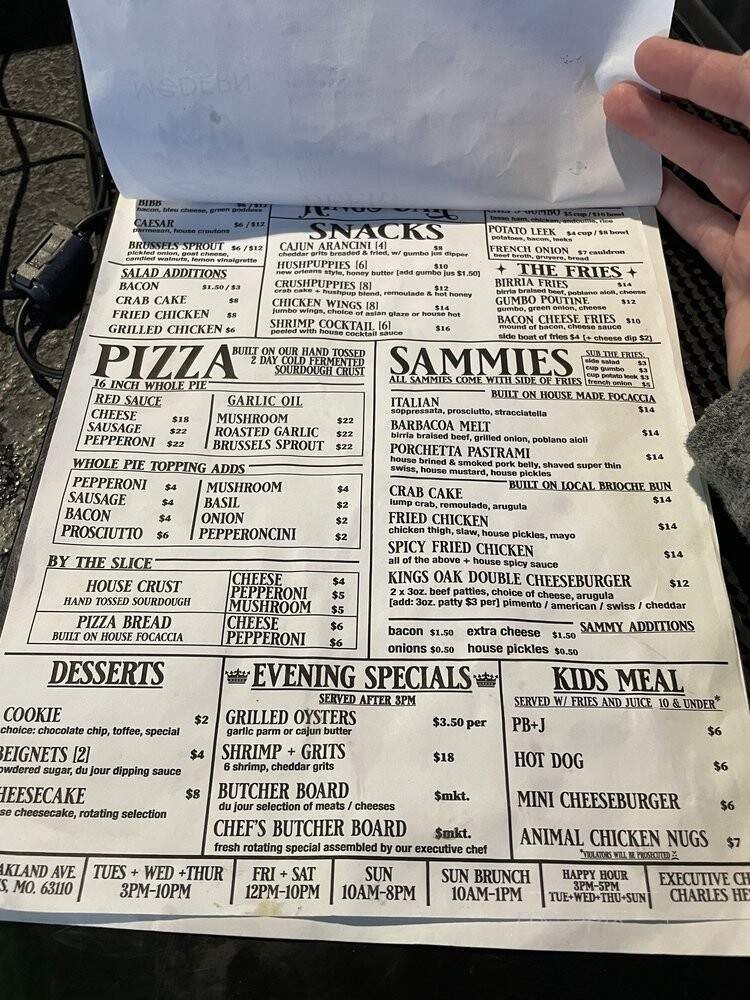 BIBB $6/$12
bacon, bleu cheese, green goddess
CAESAR $6 / $12
parmesan, house croutons
BRUSSELS SPROUT $6 / $12
pickled onion, goat cheese,
candied walnuts, lemon vinaigrette
SALAD ADDITIONS
BACON $1.50 / $3
CRAB CAKE $8
FRIED CHICKEN $8
GRILLED CHICKEN $6
KINGS OAK
SNACKS
CAJUN ARANCINI [4] $8
cheddar grits breaded & fried, w/ gumbo jus dipper
HUSHPUPPIES [6] $10
new orleans style, honey butter [add gumbo jus $1.50]
CRUSHPUPPIES [8] $12
crab cake + hushpup blend, remoulade & hot honey
CHICKEN WINGS [8] $14
jumbo wings, choice of asian glaze or house hot
SHRIMP COCKTAIL [6] $16
peeled with house cocktail sauce
GUMBO $5 cup / $10 bowl
tasso ham, chicken, andouille, rice
POTATO LEEK $4 cup / $8 bowl
potatoes, bacon, leeks
FRENCH ONION $7 cauldron
beef broth, gruyere, bread
THE FRIES
BIRRIA FRIES $14
birria braised beef, poblano aioli, cheese
GUMBO POUTINE $12
gumbo, green onion, cheese
BACON CHEESE FRIES $10
mound of bacon, cheese sauce
side boat of fries $4 [+ cheese dip $2]
PIZZA
BUILT ON OUR HAND TOSSED
2 DAY COLD FERMENTED
SOURDOUGH CRUST
16 INCH WHOLE PIE
RED SAUCE
CHEESE $18
SAUSAGE $22
PEPPERONI $22
GARLIC OIL
MUSHROOM $22
ROASTED GARLIC $22
BRUSSELS SPROUT $22
WHOLE PIE TOPPING ADDS
PEPPERONI $4
SAUSAGE $4
BACON $4
PROSCIUTTO $6
MUSHROOM $4
BASIL $2
ONION $2
PEPPERONCINI $2
BY THE SLICE
HOUSE CRUST
HAND TOSSED SOURDOUGH
CHEESE $4
PEPPERONI $5
MUSHROOM $5
PIZZA BREAD
BUILT ON HOUSE FOCACCIA
CHEESE $6
PEPPERONI $6
SAMMIES
ALL SAMMIES COME WITH SIDE OF FRIES
SUB THE FRIES:
side salad $3
cup gumbo $3
cup potato leek $3
french onion $5
BUILT ON HOUSE MADE FOCACCIA
ITALIAN $14
soppressata, prosciutto, stracciatella
BARBACOA MELT $14
birria braised beef, grilled onion, poblano aioli
PORCHETTA PASTRAMI $14
house brined & smoked pork belly, shaved super thin
swiss, house mustard, house pickles
BUILT ON LOCAL BRIOCHE BUN
CRAB CAKE $14
lump crab, remoulade, arugula
FRIED CHICKEN $14
chicken thigh, slaw, house pickles, mayo
SPICY FRIED CHICKEN $14
all of the above + house spicy sauce
KINGS OAK DOUBLE CHEESEBURGER $12
2 x 3oz. beef patties, choice of cheese, arugula
[add: 3oz. patty $3 per] pimento / american / swiss / cheddar
SAMMY ADDITIONS
bacon $1.50 extra cheese $1.50
onions $0.50 house pickles $0.50
DESSERTS
COOKIE $2
choice: chocolate chip, toffee, special
BEIGNETS [2] $4
owdered sugar, du jour dipping sauce
HEESECAKE $8
se cheesecake, rotating selection
EVENING SPECIALS
SERVED AFTER 3PM
GRILLED OYSTERS $3.50 per
garlic parm or cajun butter
SHRIMP + GRITS $18
6 shrimp, cheddar grits
BUTCHER BOARD $mkt.
du jour selection of meats / cheeses
CHEF'S BUTCHER BOARD $mkt.
fresh rotating special assembled by our executive chef
KIDS MEAL
SERVED W/ FRIES AND JUICE 10 & UNDER*
PB+J $6
HOT DOG $6
MINI CHEESEBURGER $6
ANIMAL CHICKEN NUGS $7
*VIOLATORS WILL BE PROSECUTED
AKLAND AVE
S, MO. 63110
TUES + WED +THUR
3PM-10PM
FRI + SAT
12PM-10PM
SUN
10AM-8PM
SUN BRUNCH
10AM-1PM
HAPPY HOUR
3PM-5PM
TUE+WED+THU+SUN
EXECUTIVE CH
CHARLES HE